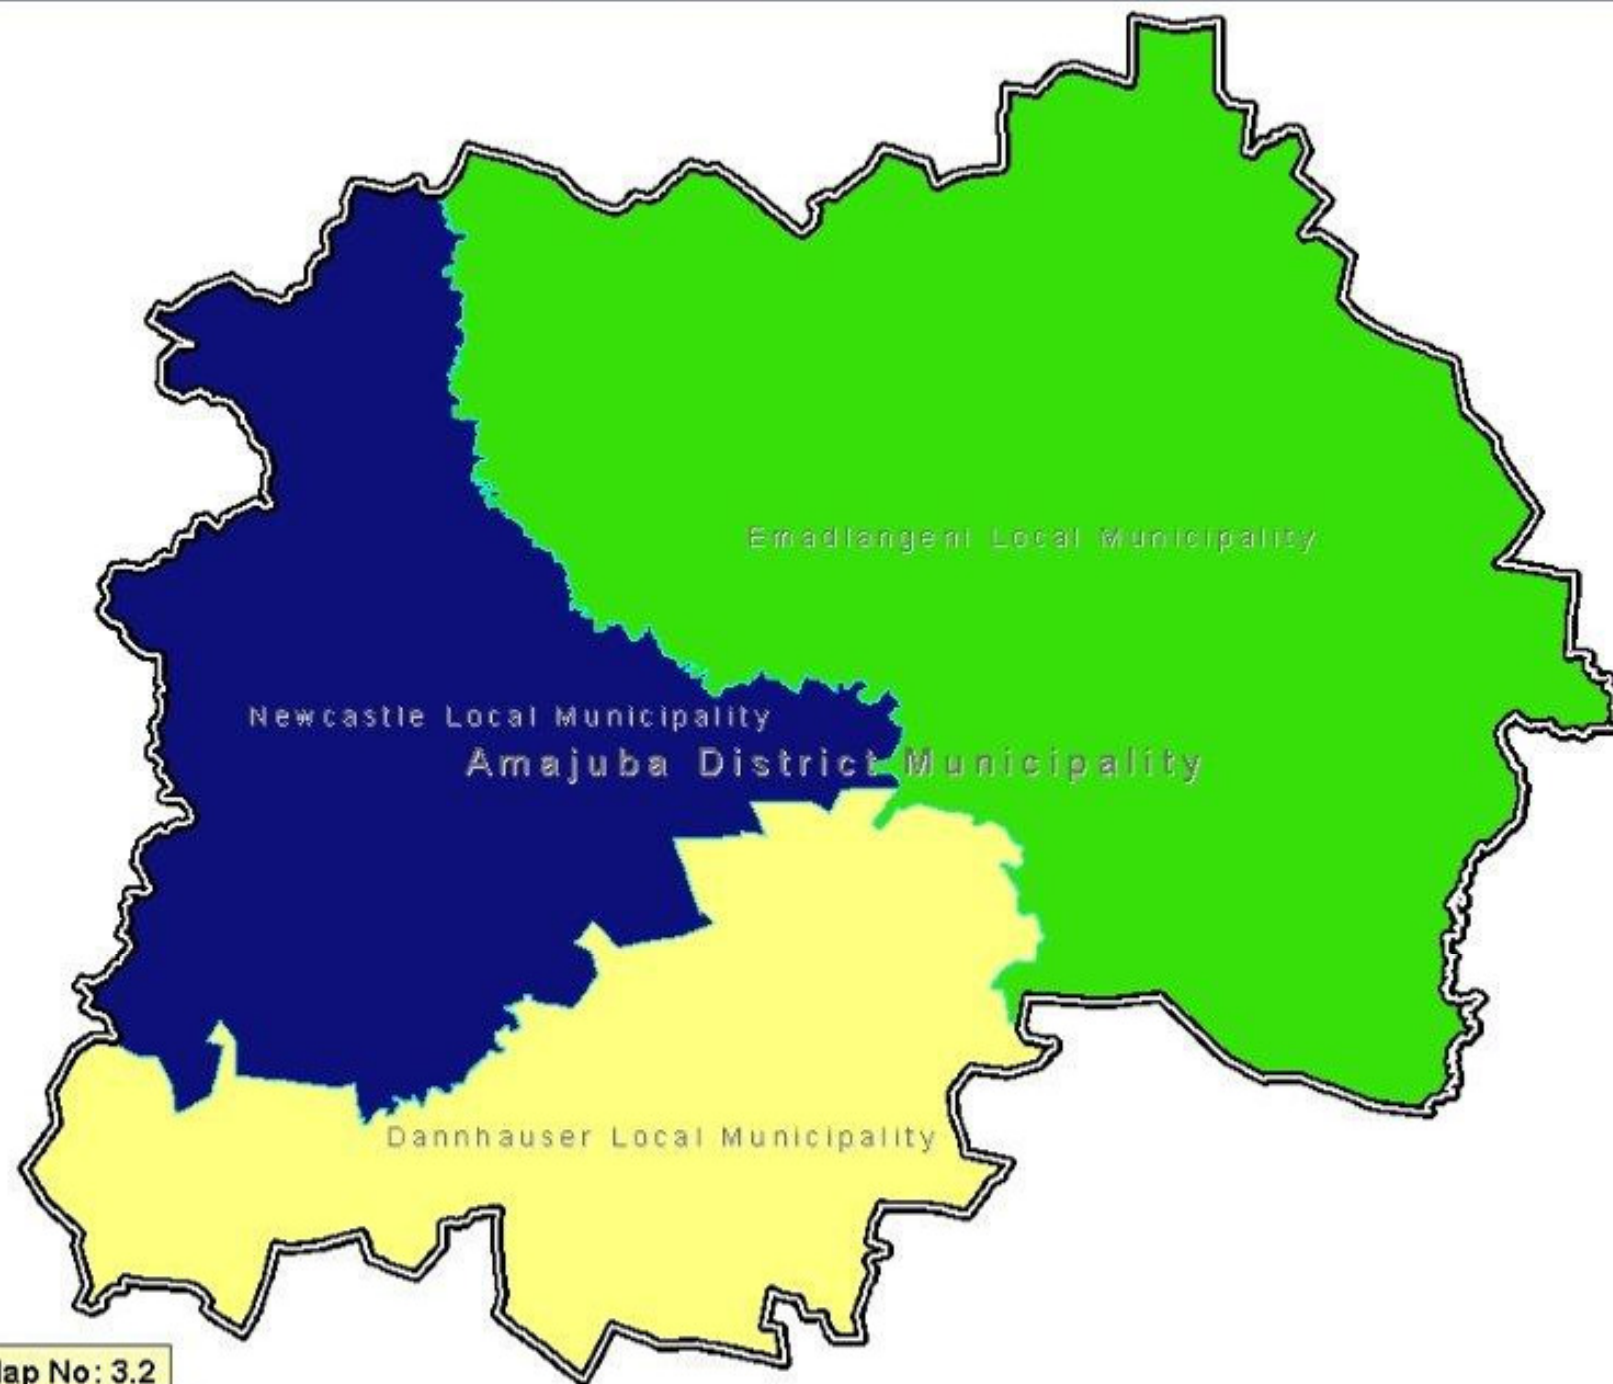 Emadlangeni Local Municipality
Newcastle Local Municipality
Amajuba District Municipality
Dannhauser Local Municipality
Map No: 3.2